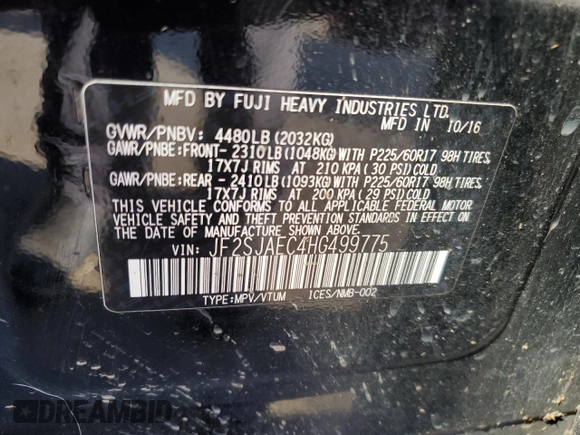 MFD BY FUJI HEAVY INDUSTRIES LTD.
MFD IN 10/16
GVWR/PNBV: 4480LB (2032KG)
GAWR/PNBE:FRONT- 2310LB (1048KG) WITH P225/60R17 98H TIRES,
17X7J RIMS AT 210 KPA (30 PSI) COLD
GAWR/PNBE:REAR - 2410LB (1093KG) WITH P225/60R17 98H TIRES,
17X7J RIMS AT 200 KPA (29 PSI) COLD
THIS VEHICLE CONFORMS TO ALL APPLICABLE FEDERAL MOTOR
VEHICLE SAFETY AND THEFT PREVENTION STANDARDS IN EFFECT ON
THE DATE OF MANUFACTURE SHOWN ABOVE.
VIN: JF2SJAEC4HG499775
TYPE:MPV/VTUM ICES/NMB-002
DREAMBID